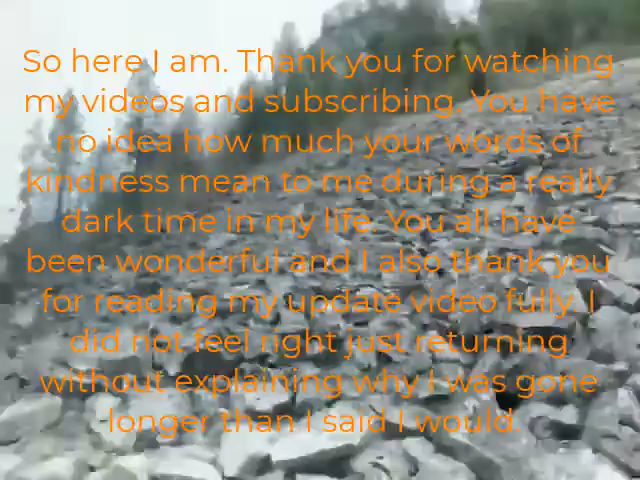 So here I am. Thank you for watching
my videos and subscribing. You have
no idea how much your words of
kindness mean to me during a really
dark time in my life. You all have
been wonderful and I also thank you
for reading my update video fully. I
did not feel right just returning
without explaining why I was gone
longer than I said I would.